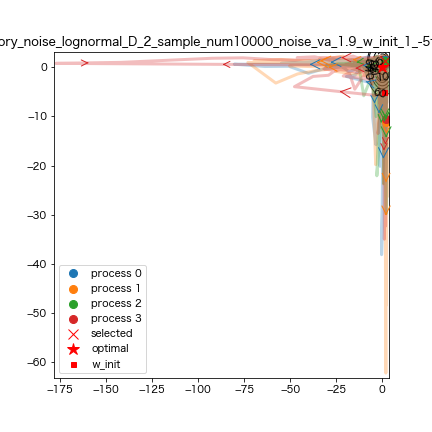 ory_noise_lognormal_D_2_sample_num10000_noise_va_1.9_w_init_1_-5
0
−10
−20
−30
−40
−50
−60
process 0
process 1
process 2
process 3
selected
optimal
w_init
−175 −150 −125 −100 −75 −50 −25 0